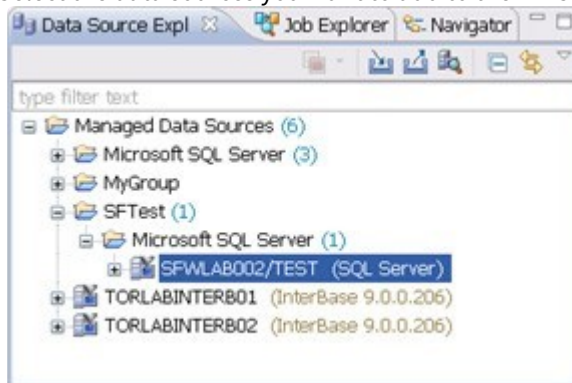 Data Source Expl Job Explorer Navigator
type filter text
Managed Data Sources (6)
Microsoft SQL Server (3)
MyGroup
SFTest (1)
Microsoft SQL Server (1)
SFWLAB002/TEST (SQL Server)
TORLABINTERB01 (InterBase 9.0.0.206)
TORLABINTERB02 (InterBase 9.0.0.206)